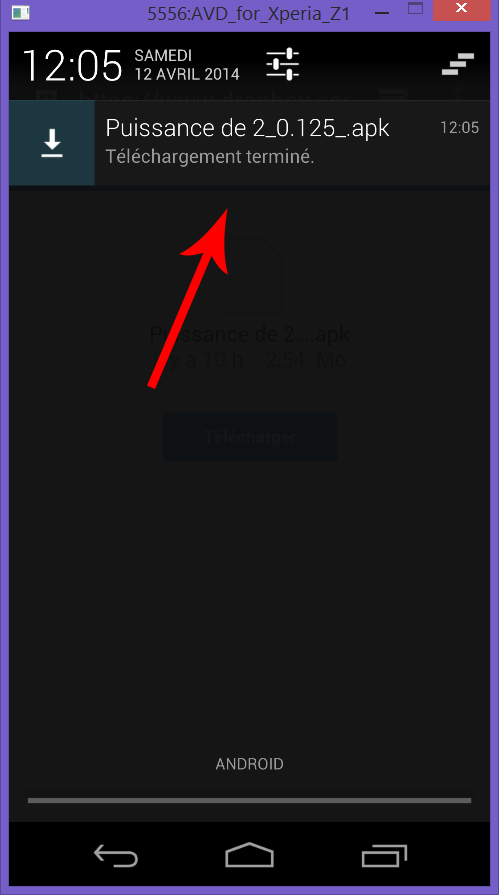 5556:AVD_for_Xperia_Z1
12:05
SAMEDI
12 AVRIL 2014
Puissance de 2_0.125_.apk
12:05
Téléchargement terminé.
Puissance de 2....apk
y a 10 h · 2.54 Mo
Télécharger
ANDROID